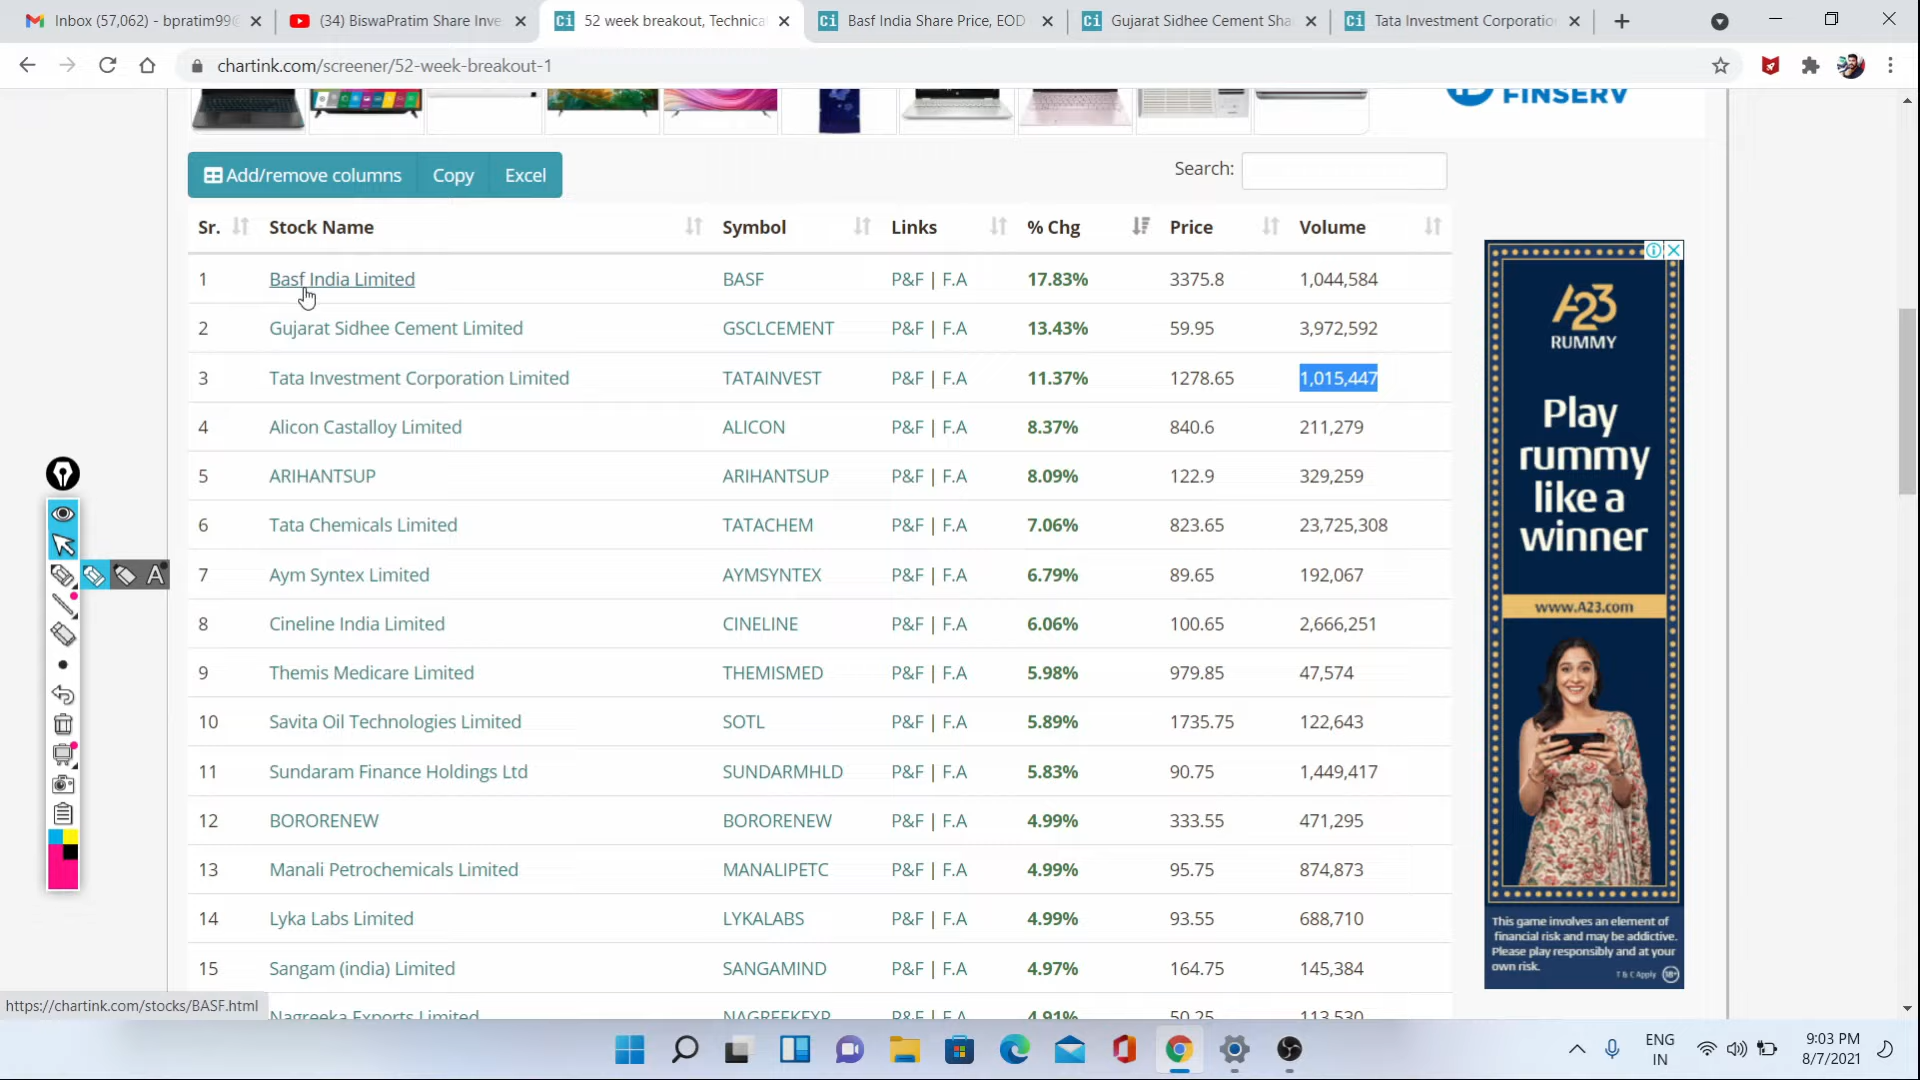 Inbox (57,062) - bpratim99@
(34) BiswaPratim Share Inve
52 week breakout, Technica
Basf India Share Price, EOD
Gujarat Sidhee Cement Sha
Tata Investment Corporatio
chartink.com/screener/52-week-breakout-1
FINSERV
Add/remove columns Copy Excel
Search:
Sr. Stock Name Symbol Links % Chg Price Volume
1 Basf India Limited BASF P&F | F.A 17.83% 3375.8 1,044,584
2 Gujarat Sidhee Cement Limited GSCLCEMENT P&F | F.A 13.43% 59.95 3,972,592
3 Tata Investment Corporation Limited TATAINVEST P&F | F.A 11.37% 1278.65 1,015,447
4 Alicon Castalloy Limited ALICON P&F | F.A 8.37% 840.6 211,279
5 ARIHANTSUP ARIHANTSUP P&F | F.A 8.09% 122.9 329,259
6 Tata Chemicals Limited TATACHEM P&F | F.A 7.06% 823.65 23,725,308
7 Aym Syntex Limited AYMSYNTEX P&F | F.A 6.79% 89.65 192,067
8 Cineline India Limited CINELINE P&F | F.A 6.06% 100.65 2,666,251
9 Themis Medicare Limited THEMISMED P&F | F.A 5.98% 979.85 47,574
10 Savita Oil Technologies Limited SOTL P&F | F.A 5.89% 1735.75 122,643
11 Sundaram Finance Holdings Ltd SUNDARMHLD P&F | F.A 5.83% 90.75 1,449,417
12 BORORENEW BORORENEW P&F | F.A 4.99% 333.55 471,295
13 Manali Petrochemicals Limited MANALIPETC P&F | F.A 4.99% 95.75 874,873
14 Lyka Labs Limited LYKALABS P&F | F.A 4.99% 93.55 688,710
15 Sangam (india) Limited SANGAMIND P&F | F.A 4.97% 164.75 145,384
Nagreeka Exports Limited NAGREEKEXP P&F | F.A 4.91% 50.25 113,530
A23
RUMMY
Play
rummy
like a
winner
www.A23.com
This game involves an element of
financial risk and may be addictive.
Please play responsibly and at your
own risk.
T & C Apply 18+
A
https://chartink.com/stocks/BASF.html
ENG
IN
9:03 PM
8/7/2021